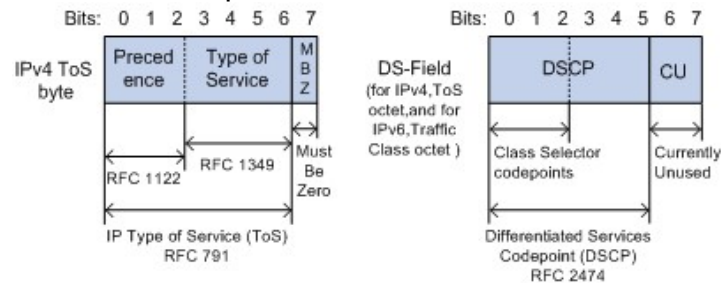 Bits: 0 1 2 3 4 5 6 7
IPv4 ToS
byte
Preced
ence
Type of
Service
M
B
Z
RFC 1122
RFC 1349
Must
Be
Zero
IP Type of Service (ToS)
RFC 791
Bits: 0 1 2 3 4 5 6 7
DS-Field
(for IPv4,ToS
octet,and for
IPv6,Traffic
Class octet )
DSCP
CU
Class Selector
codepoints
Currently
Unused
Differentiated Services
Codepoint (DSCP)
RFC 2474